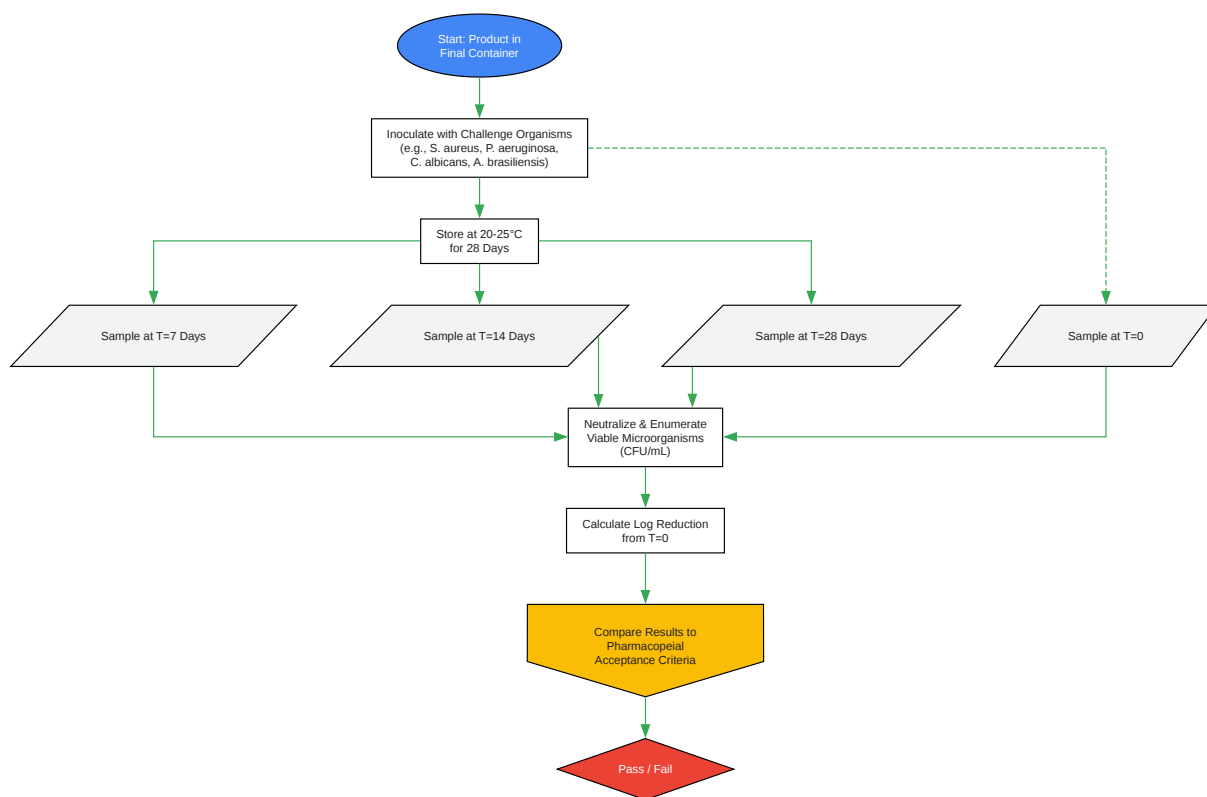 Start: Product in
Final Container
Inoculate with Challenge Organisms
(e.g., S. aureus, P. aeruginosa,
C. albicans, A. brasiliensis)
Store at 20-25°C
for 28 Days
Sample at T=7 Days
Sample at T=14 Days
Sample at T=28 Days
Sample at T=0
Neutralize & Enumerate
Viable Microorganisms
(CFU/mL)
Calculate Log Reduction
from T=0
Compare Results to
Pharmacopeial
Acceptance Criteria
Pass / Fail